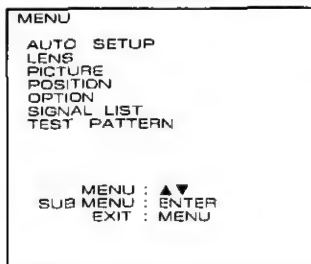 MENU
AUTO SETUP
LENS
PICTURE
POSITION
OPTION
SIGNAL LIST
TEST PATTERN
MENU : ▲▼
SUB MENU : ENTER
EXIT : MENU